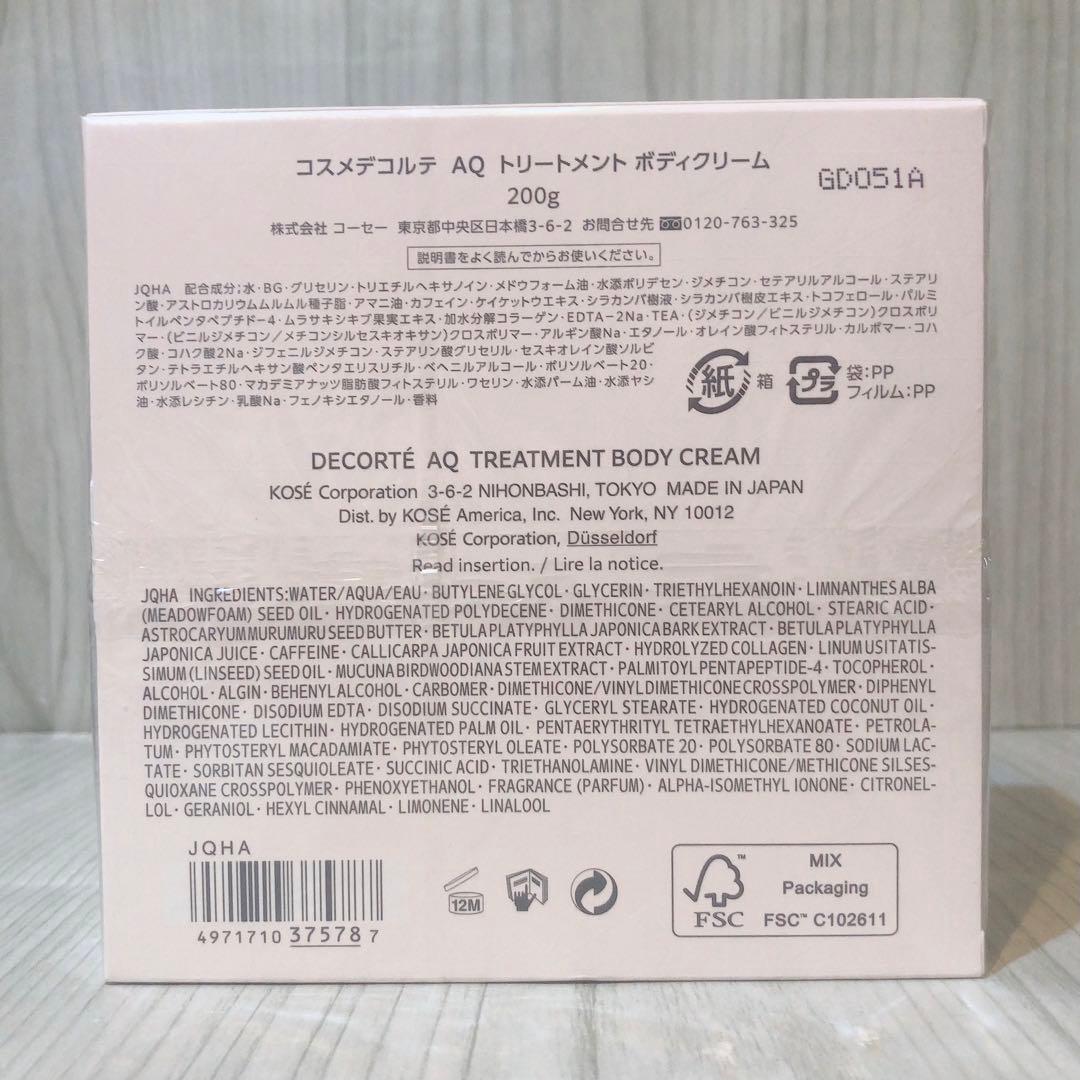 コスメデコルテ AQ トリートメント ボディクリーム
GD051A
200g
株式会社 コーセー 東京都中央区日本橋3-6-2 お問合せ先 0120-763-325
説明書をよく読んでからお使いください。
JQHA 配合成分:水・BG・グリセリン・トリエチルヘキサノイン・メドウフォーム油・水添ポリデセン・ジメチコン・セテアリルアルコール・ステアリ
ン酸・アストロカリウムムルムル種子脂・アマニ油・カフェイン・ケイケットウエキス・シラカンバ樹液・シラカンバ樹皮エキス・トコフェロール・パルミ
トイルペンタペプチド-4・ムラサキシキブ果実エキス・加水分解コラーゲン・EDTA-2Na・TEA・(ジメチコン/ビニルジメチコン)クロスポリ
マー・(ビニルジメチコン/メチコンシルセスキオキサン)クロスポリマー・アルギン酸Na・エタノール・オレイン酸フィトステリル・カルボマー・コハ
ク酸・コハク酸2Na・ジフェニルジメチコン・ステアリン酸グリセリル・セスキオレイン酸ソルビ
タン・テトラエチルヘキサン酸ペンタエリスリチル・ベヘニルアルコール・ポリソルベート20・
ポリソルベート80・マカデミアナッツ脂肪酸フィトステリル・ワセリン・水添パーム油・水添ヤシ
油・水添レシチン・乳酸Na・フェノキシエタノール・香料
紙 箱
プラ 袋:PP
フィルム:PP
DECORTÉ AQ TREATMENT BODY CREAM
KOSÉ Corporation 3-6-2 NIHONBASHI, TOKYO MADE IN JAPAN
Dist. by KOSÉ America, Inc. New York, NY 10012
KOSÉ Corporation, Düsseldorf
Read insertion. / Lire la notice.
JQHA INGREDIENTS:WATER/AQUA/EAU・BUTYLENE GLYCOL・GLYCERIN・TRIETHYLHEXANOIN・LIMNANTHES ALBA
(MEADOWFOAM) SEED OIL・HYDROGENATED POLYDECENE・DIMETHICONE・CETEARYL ALCOHOL・STEARIC ACID・
ASTROCARYUM MURUMURU SEED BUTTER・BETULA PLATYPHYLLA JAPONICA BARK EXTRACT・BETULA PLATYPHYLLA
JAPONICA JUICE・CAFFEINE・CALLICARPA JAPONICA FRUIT EXTRACT・HYDROLYZED COLLAGEN・LINUM USITATIS-
SIMUM (LINSEED) SEED OIL・MUCUNA BIRDWOODIANA STEM EXTRACT・PALMITOYL PENTAPEPTIDE-4・TOCOPHEROL・
ALCOHOL・ALGIN・BEHENYL ALCOHOL・CARBOMER・DIMETHICONE/VINYL DIMETHICONE CROSSPOLYMER・DIPHENYL
DIMETHICONE・DISODIUM EDTA・DISODIUM SUCCINATE・GLYCERYL STEARATE・HYDROGENATED COCONUT OIL・
HYDROGENATED LECITHIN・HYDROGENATED PALM OIL・PENTAERYTHRITYL TETRAETHYLHEXANOATE・PETROLA-
TUM・PHYTOSTERYL MACADAMIATE・PHYTOSTERYL OLEATE・POLYSORBATE 20・POLYSORBATE 80・SODIUM LAC-
TATE・SORBITAN SESQUIOLEATE・SUCCINIC ACID・TRIETHANOLAMINE・VINYL DIMETHICONE/METHICONE SILSES-
QUIOXANE CROSSPOLYMER・PHENOXYETHANOL・FRAGRANCE (PARFUM)・ALPHA-ISOMETHYL IONONE・CITRONEL-
LOL・GERANIOL・HEXYL CINNAMAL・LIMONENE・LINALOOL
JQHA
4971710 37578 7
12M
FSC™
MIX
Packaging
FSC™ C102611